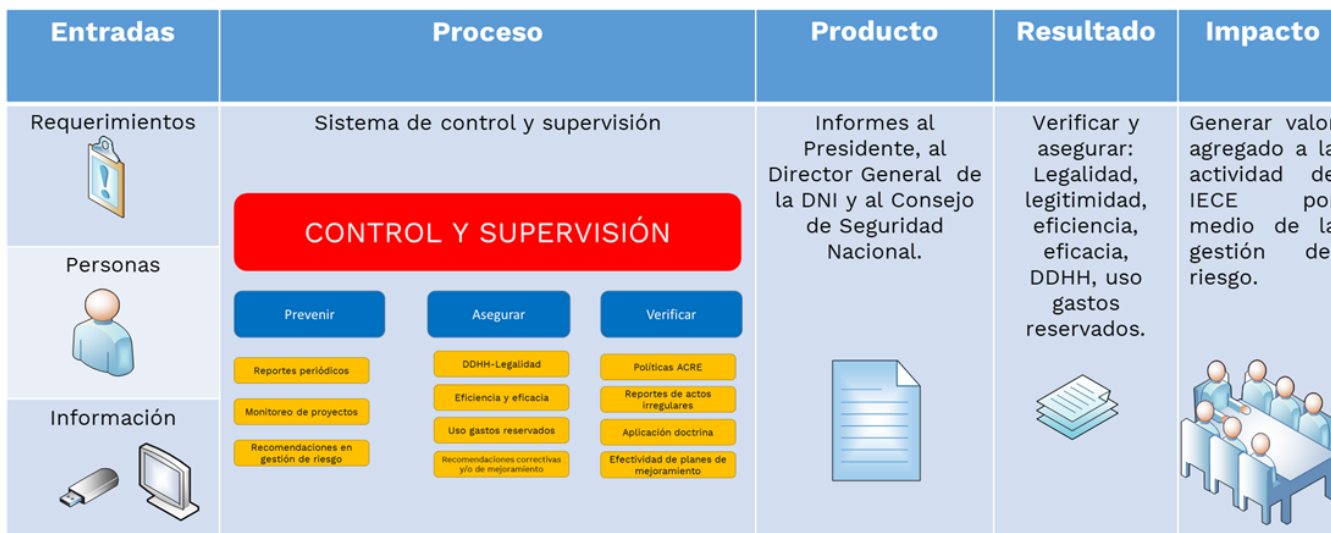 Entradas
Proceso
Producto
Resultado
Impacto
Requerimientos
Personas
Información
Sistema de control y supervisión
CONTROL Y SUPERVISIÓN
Prevenir
Reportes periódicos
Monitoreo de proyectos
Recomendaciones en
gestión de riesgo
Asegurar
DDHH-Legalidad
Eficiencia y eficacia
Uso gastos reservados
Recomendaciones correctivas
y/o de mejoramiento
Verificar
Políticas ACRE
Reportes de actos
irregulares
Aplicación doctrina
Efectividad de planes de
mejoramiento
Informes al
Presidente, al
Director General de
la DNI y al Consejo
de Seguridad
Nacional.
Verificar y
asegurar:
Legalidad,
legitimidad,
eficiencia,
eficacia,
DDHH, uso
gastos
reservados.
Generar valor
agregado a la
actividad de
IECE por
medio de la
gestión de
riesgo.